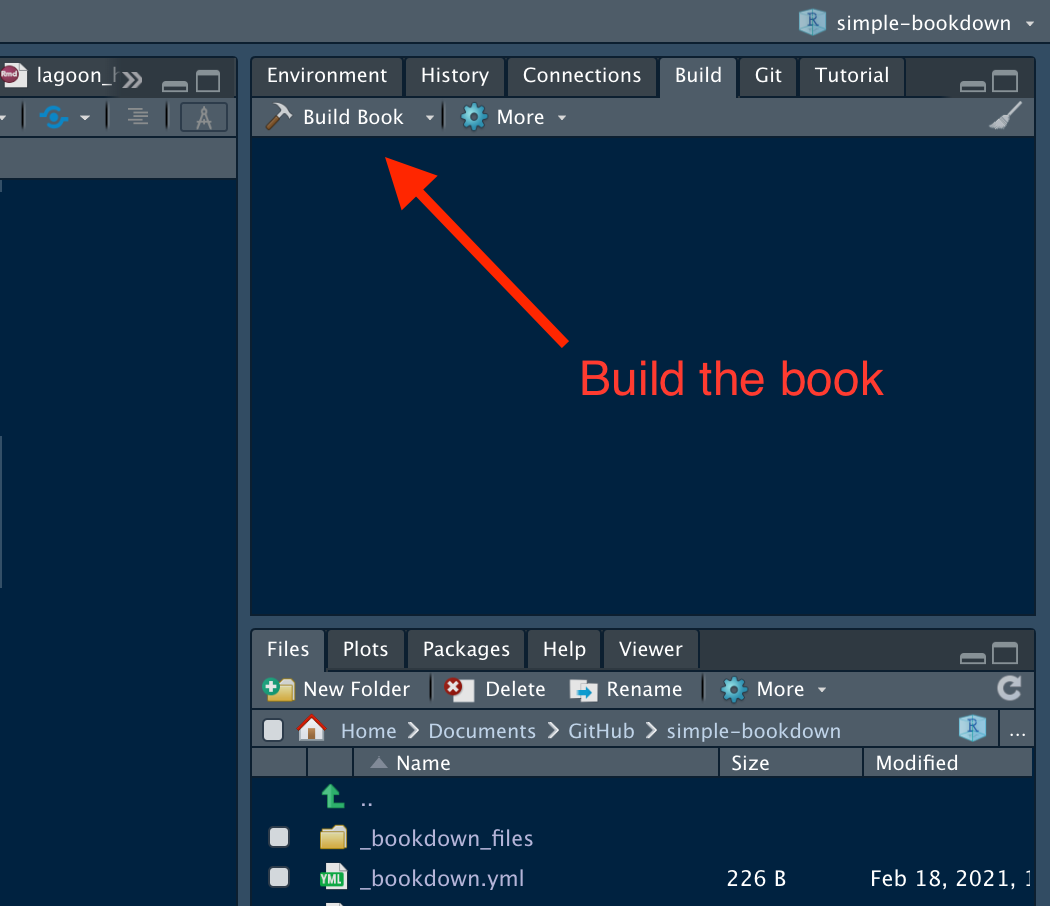 simple-bookdown
lagoon_
Environment History Connections Build Git Tutorial
Build Book More
Build the book
Files Plots Packages Help Viewer
New Folder Delete Rename More
Home Documents GitHub simple-bookdown ...
Name Size Modified
..
_bookdown_files
_bookdown.yml 226 B Feb 18, 2021,